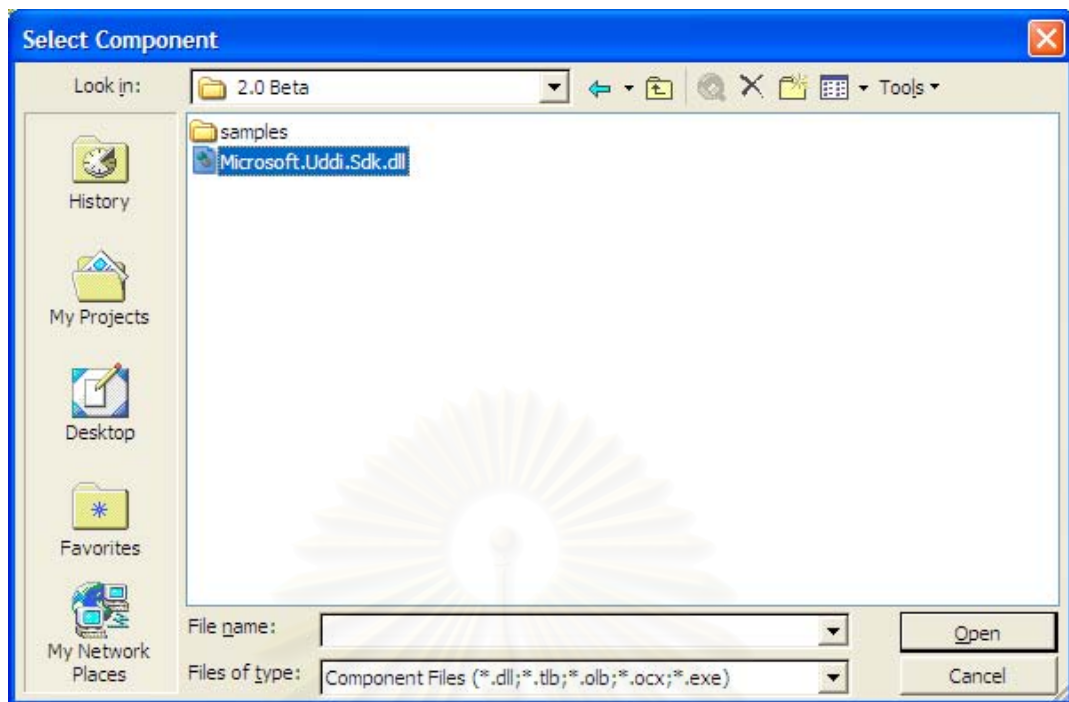 Select Component
Look in: 2.0 Beta Tools
samples
Microsoft.Uddi.Sdk.dll
History
My Projects
Desktop
Favorites
My Network Places
File name: Open
Files of type: Component Files (*.dll;*.tlb;*.olb;*.ocx;*.exe) Cancel